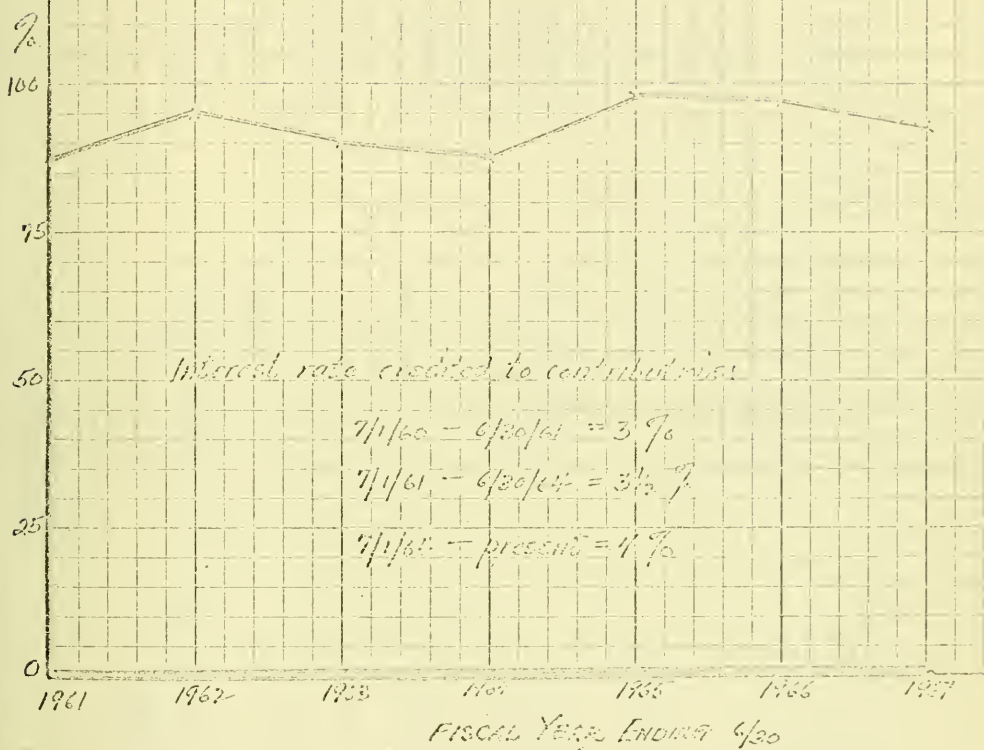 %
100
75
50
Interest rate credited to contributions
7/1/60 - 6/30/61 = 3 %
7/1/61 - 6/30/64 = 3½ %
25
7/1/64 - present = 4 %
0
1961 1962 1963 1964 1965 1966 1967
FISCAL YEAR ENDING 6/30